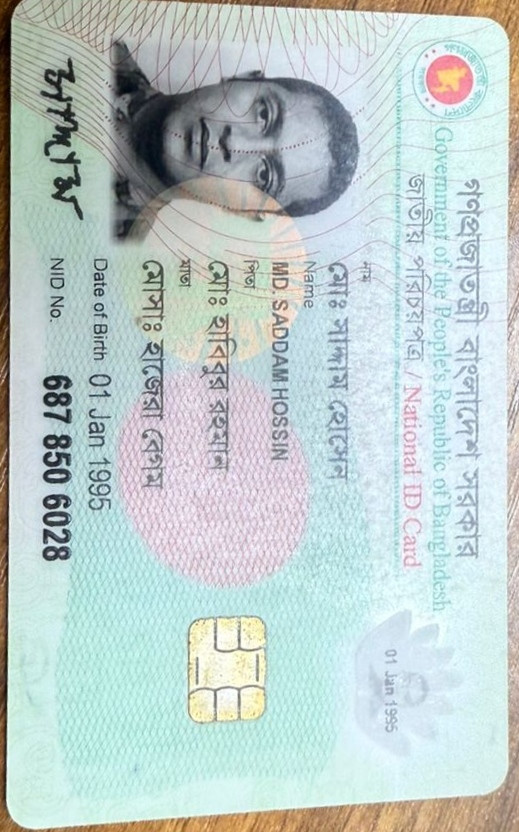 গণপ্রজাতন্ত্রী বাংলাদেশ সরকার
Government of the People's Republic of Bangladesh
জাতীয় পরিচয়পত্র / National ID Card
01 Jan 1995
নাম
মোঃ সাদ্দাম হোসেন
Name
MD. SADDAM HOSSIN
পিতা
মোঃ হাবিবুর রহমান
মাতা
মোসাঃ হাজেরা বেগম
Date of Birth 01 Jan 1995
NID No. 687 850 6028